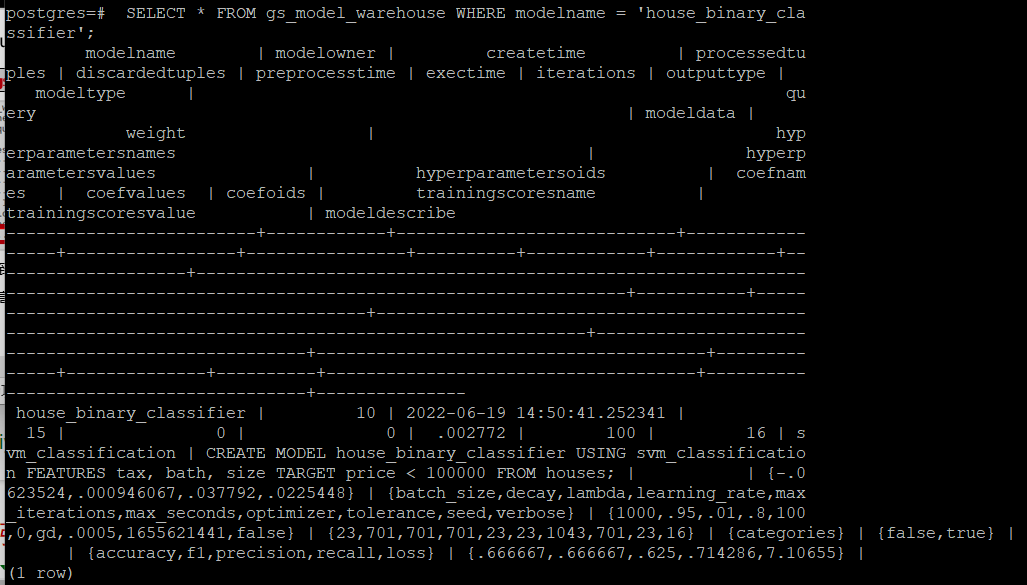 postgres=#  SELECT * FROM gs_model_warehouse WHERE modelname = 'house_binary_cla
ssifier';
        modelname        | modelowner |         createtime         | processedtu
ples | discardedtuples | preprocesstime | exectime | iterations | outputtype |
   modeltype      |                                                           qu
ery                                                           | modeldata |
            weight                  |                                        hyp
erparametersnames                                         |               hyperp
arametersvalues               |          hyperparametersoids          |  coefnam
es   |  coefvalues  | coefoids |         trainingscoresname          |
trainingscoresvalue           | modeldescribe
-------------------------+------------+----------------------------+------------
-----+-----------------+----------------+----------+------------+------------+--
------------------+-------------------------------------------------------------
--------------------------------------------------------------+-----------+-----
------------------------------------+-------------------------------------------
----------------------------------------------------------+---------------------
------------------------------+---------------------------------------+---------
-----+--------------+----------+-------------------------------------+----------
------------------------------+---------------
 house_binary_classifier |         10 | 2022-06-19 14:50:41.252341 |
  15 |               0 |              0 |  .002772 |        100 |         16 | s
vm_classification | CREATE MODEL house_binary_classifier USING svm_classificatio
n FEATURES tax, bath, size TARGET price < 100000 FROM houses; |           | {-.0
623524,.000946067,.037792,.0225448} | {batch_size,decay,lambda,learning_rate,max
_iterations,max_seconds,optimizer,tolerance,seed,verbose} | {1000,.95,.01,.8,100
,0,gd,.0005,1655621441,false} | {23,701,701,701,23,23,1043,701,23,16} | {categories} | {false,true} |
      | {accuracy,f1,precision,recall,loss} | {.666667,.666667,.625,.714286,7.10655} |
(1 row)